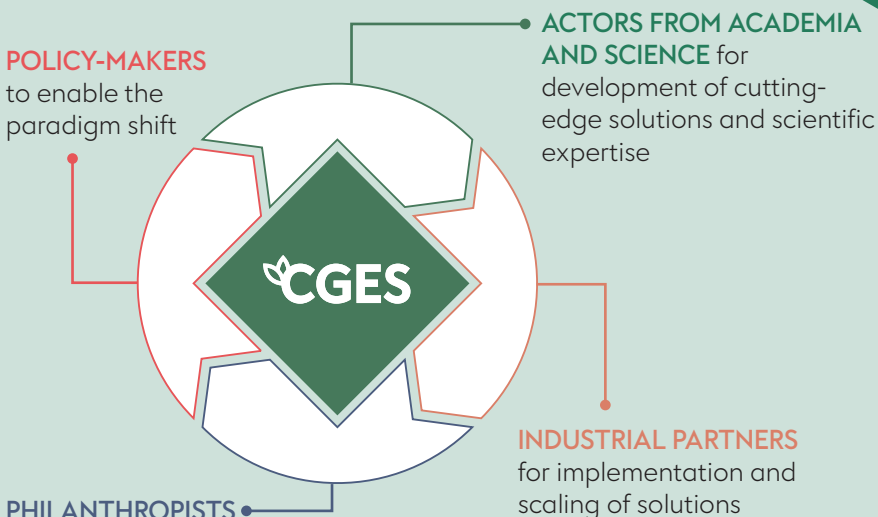 POLICY-MAKERS
to enable the
paradigm shift
ACTORS FROM ACADEMIA
AND SCIENCE for
development of cutting-
edge solutions and scientific
expertise
CGES
INDUSTRIAL PARTNERS
for implementation and
scaling of solutions
PHILANTHROPISTS